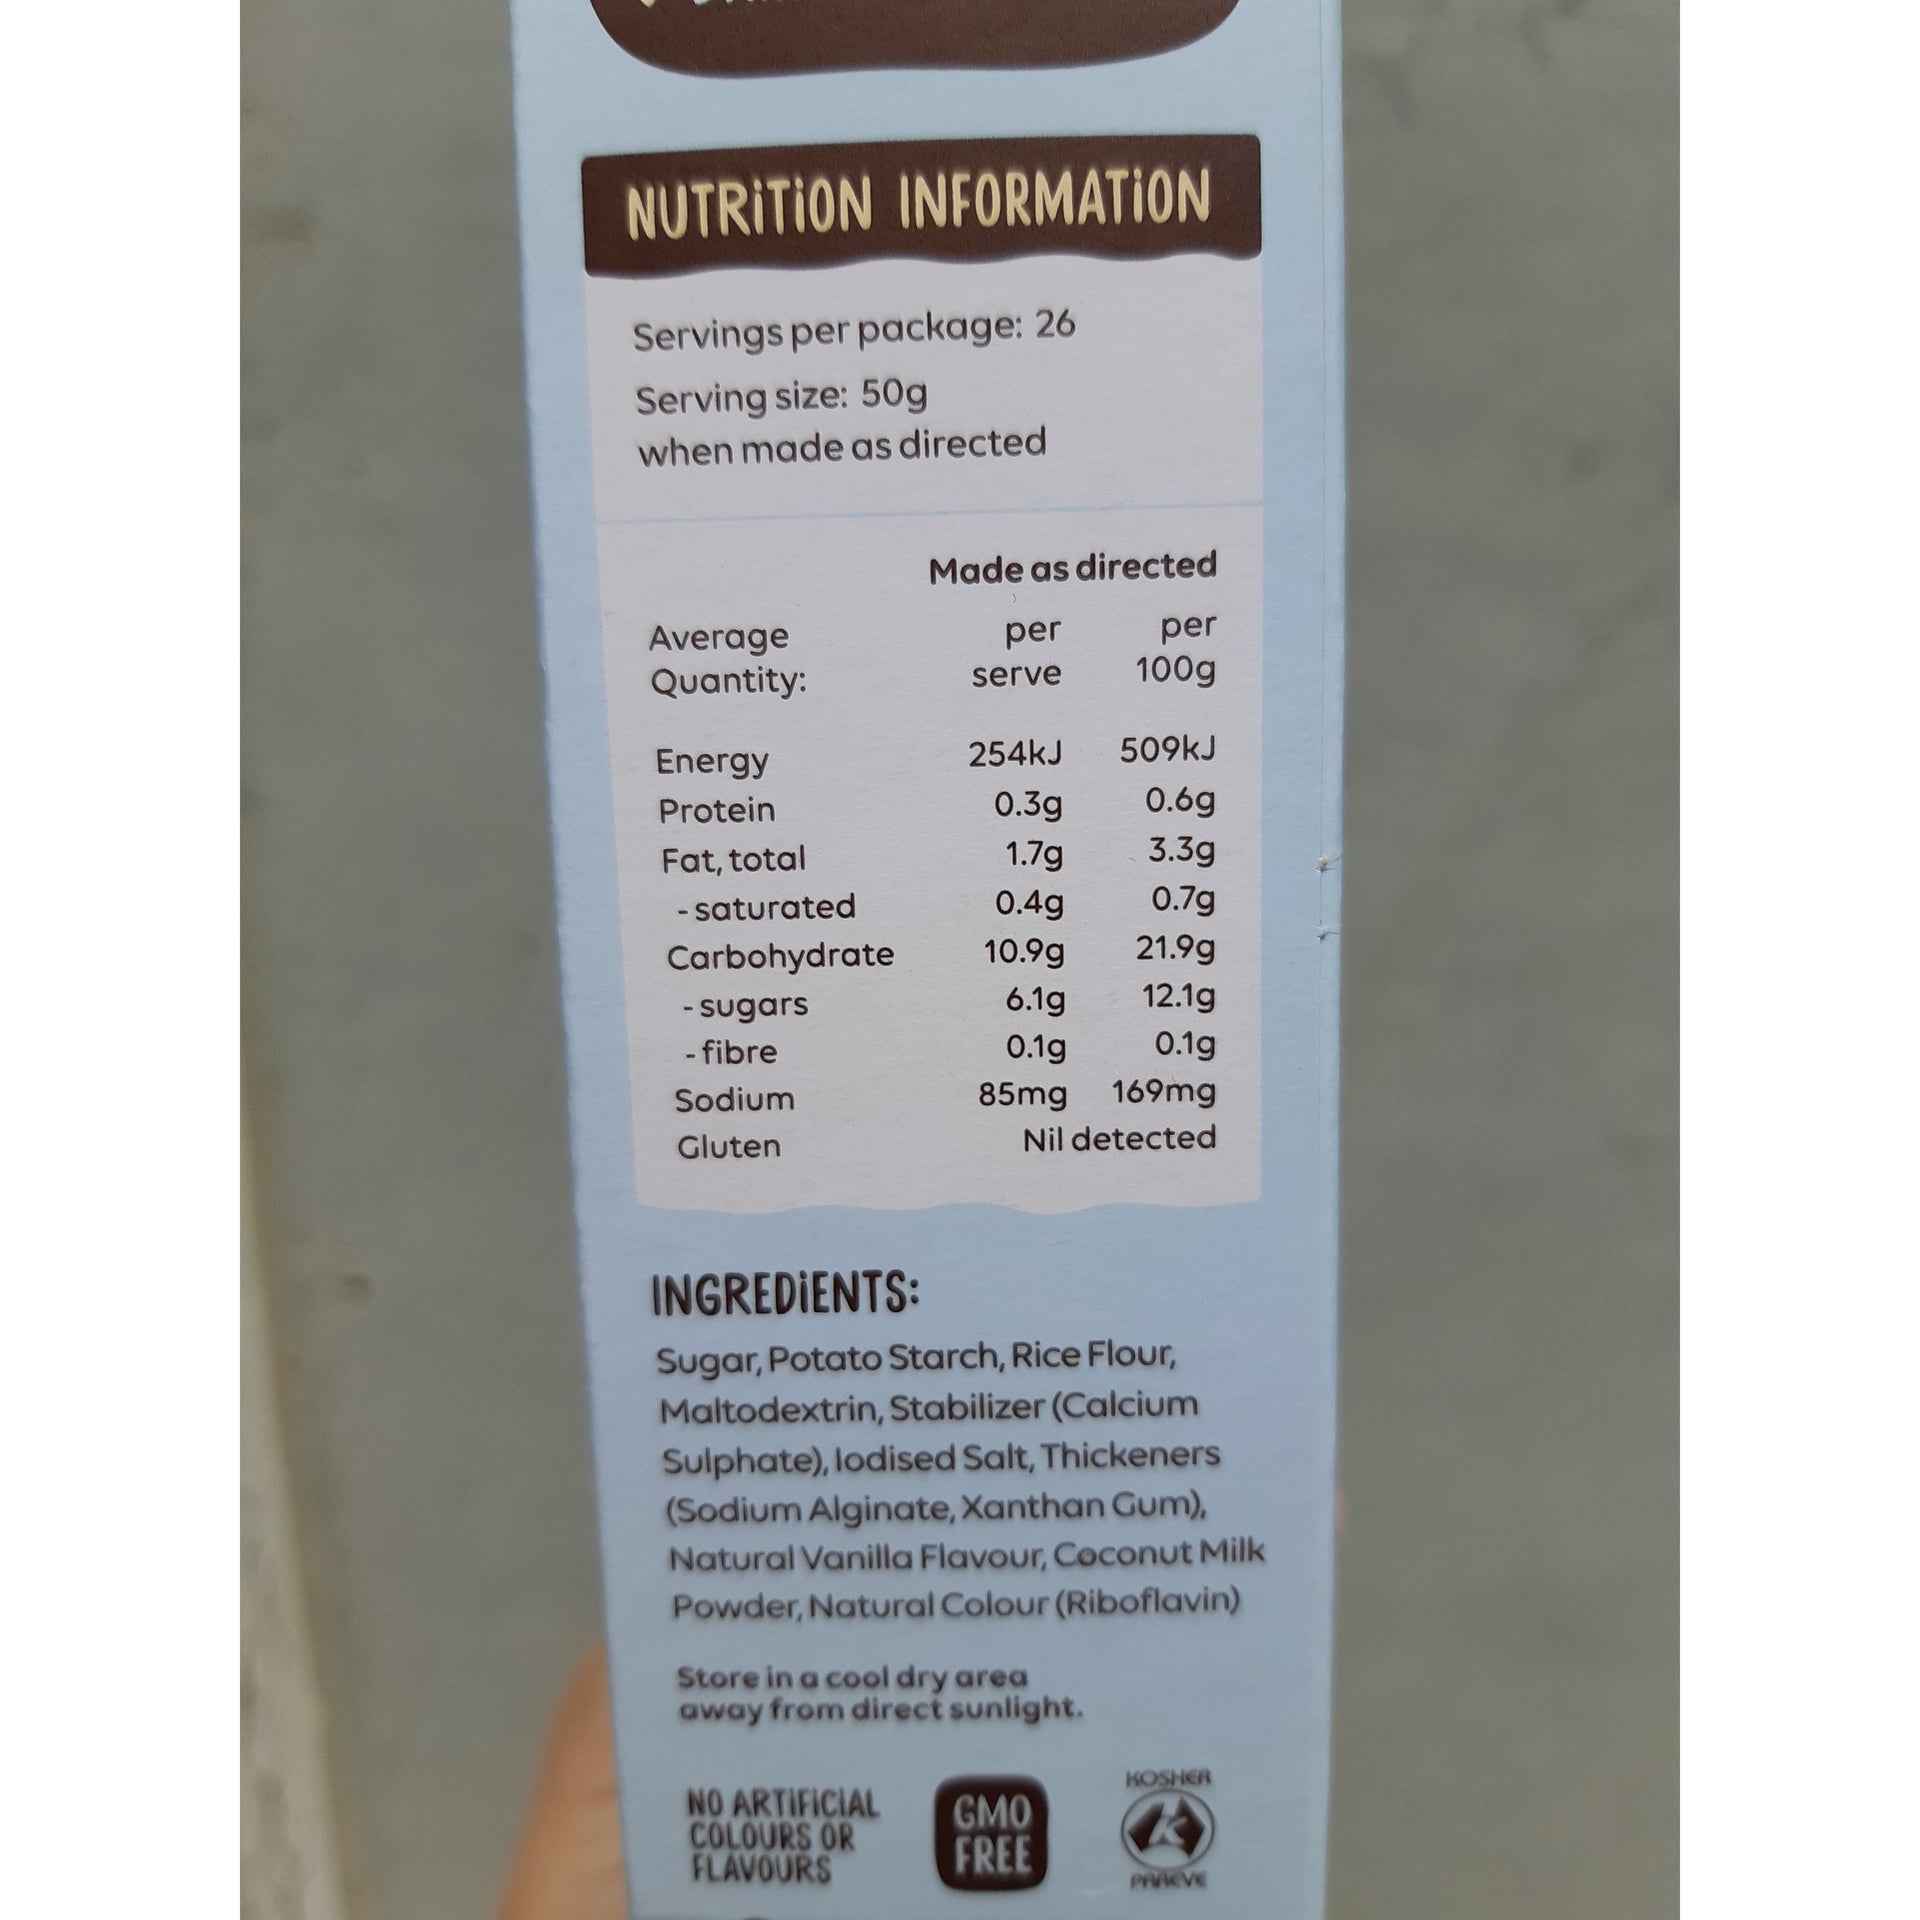 NUTRITION INFORMATION
Servings per package: 26
Serving size: 50g
when made as directed
Made as directed
Average per per
Quantity: serve 100g
Energy 254kJ 509kJ
Protein 0.3g 0.6g
Fat, total 1.7g 3.3g
- saturated 0.4g 0.7g
Carbohydrate 10.9g 21.9g
- sugars 6.1g 12.1g
- fibre 0.1g 0.1g
Sodium 85mg 169mg
Gluten Nil detected
INGREDIENTS:
Sugar, Potato Starch, Rice Flour,
Maltodextrin, Stabilizer (Calcium
Sulphate), Iodised Salt, Thickeners
(Sodium Alginate, Xanthan Gum),
Natural Vanilla Flavour, Coconut Milk
Powder, Natural Colour (Riboflavin)
Store in a cool dry area
away from direct sunlight.
NO ARTIFICIAL
COLOURS OR
FLAVOURS
GMO
FREE
KOSHER
K
PAREVE